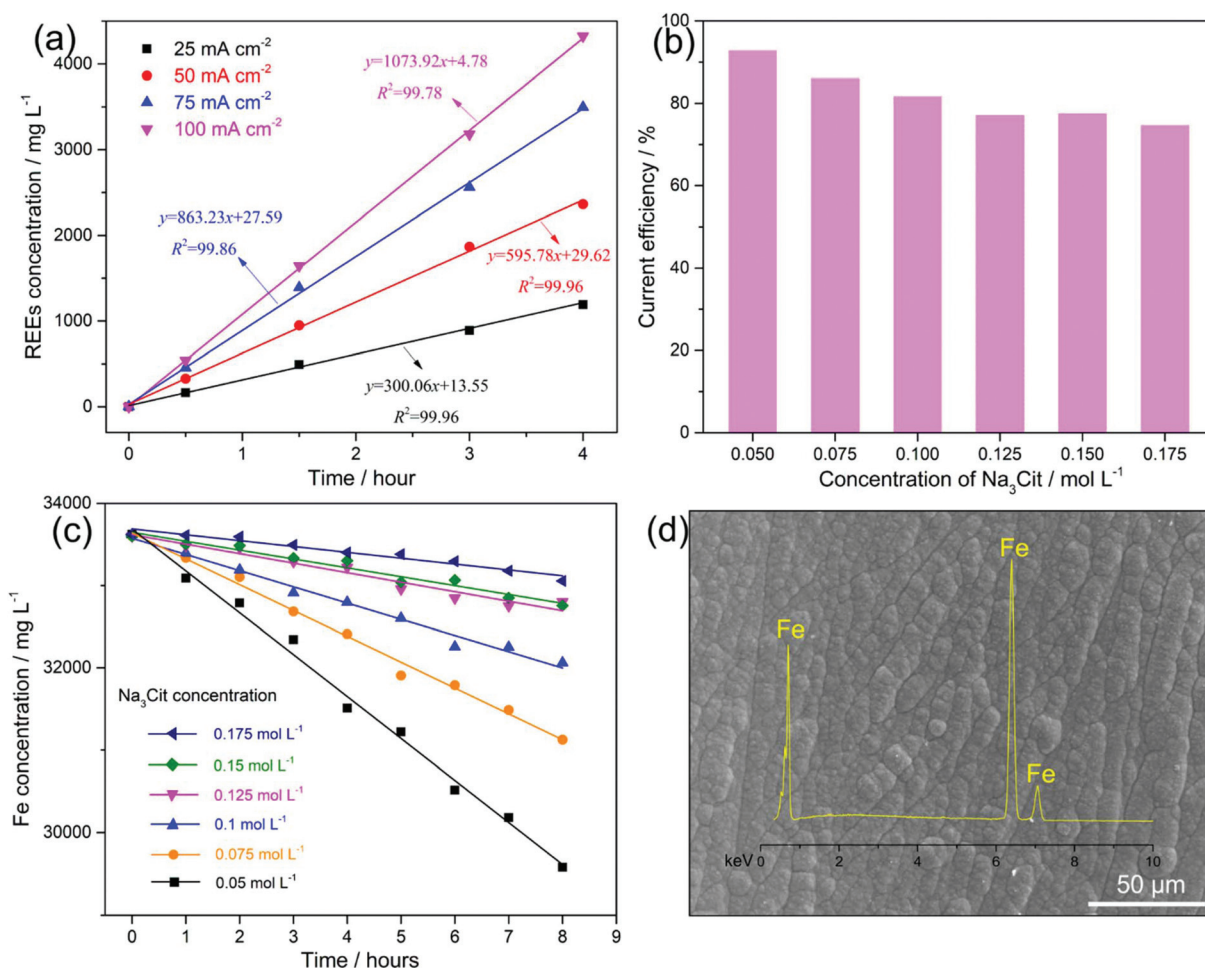 (a)
25 mA cm⁻²
50 mA cm⁻²
75 mA cm⁻²
100 mA cm⁻²
y=1073.92x+4.78
R²=99.78
y=863.23x+27.59
R²=99.86
y=595.78x+29.62
R²=99.96
y=300.06x+13.55
R²=99.96
4000
3000
2000
1000
0
REEs concentration / mg L⁻¹
0 1 2 3 4
Time / hour
(b)
100
80
60
40
20
0
Current efficiency / %
0.050 0.075 0.100 0.125 0.150 0.175
Concentration of Na₃Cit / mol L⁻¹
(c)
34000
32000
30000
Fe concentration / mg L⁻¹
Na₃Cit concentration
0.175 mol L⁻¹
0.15 mol L⁻¹
0.125 mol L⁻¹
0.1 mol L⁻¹
0.075 mol L⁻¹
0.05 mol L⁻¹
0 1 2 3 4 5 6 7 8 9
Time / hours
(d)
Fe
Fe
Fe
keV 0 2 4 6 8 10
50 µm